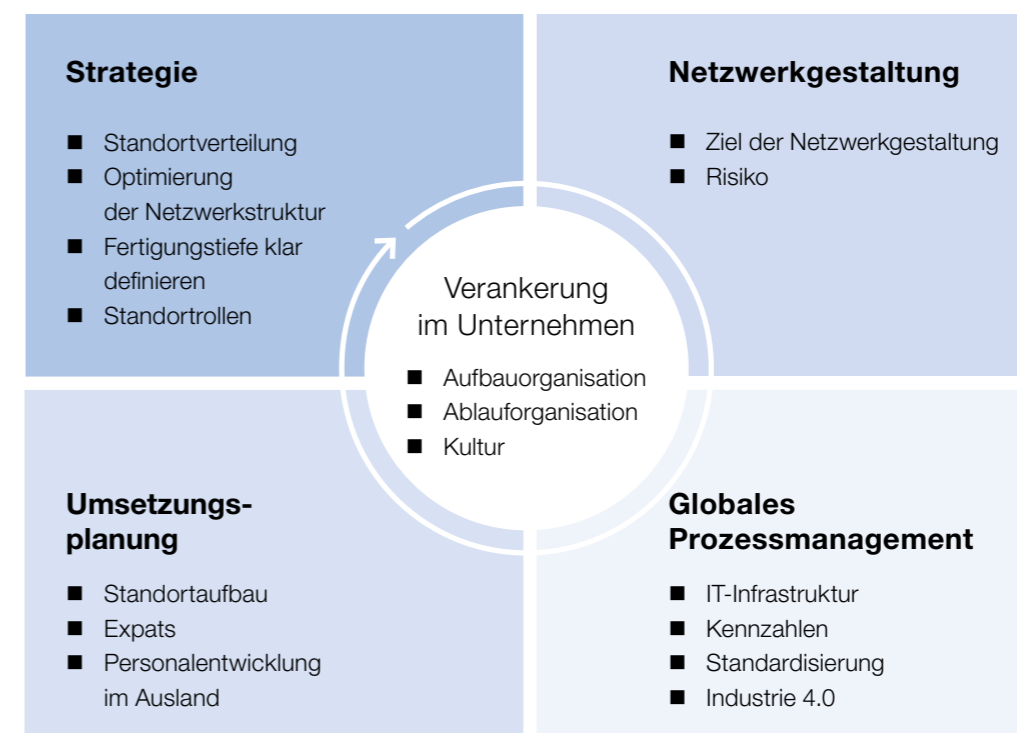 Strategie
■ Standortverteilung
■ Optimierung
der Netzwerkstruktur
■ Fertigungstiefe klar
definieren
■ Standortrollen
Netzwerkgestaltung
■ Ziel der Netzwerkgestaltung
■ Risiko
Verankerung
im Unternehmen
■ Aufbauorganisation
■ Ablauforganisation
■ Kultur
Umsetzungs-
planung
■ Standortaufbau
■ Expats
■ Personalentwicklung
im Ausland
Globales
Prozessmanagement
■ IT-Infrastruktur
■ Kennzahlen
■ Standardisierung
■ Industrie 4.0